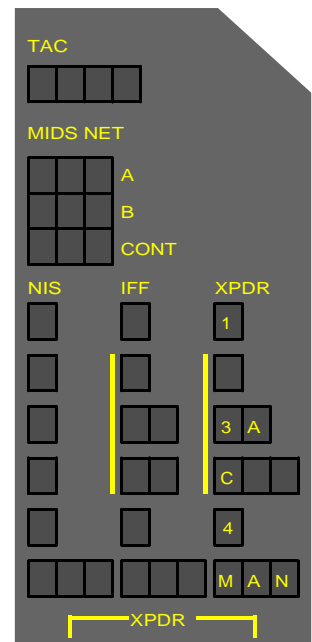 TAC
MIDS NET
A
B
CONT
NIS IFF XPDR
1
3 A
C
4
M A N
XPDR